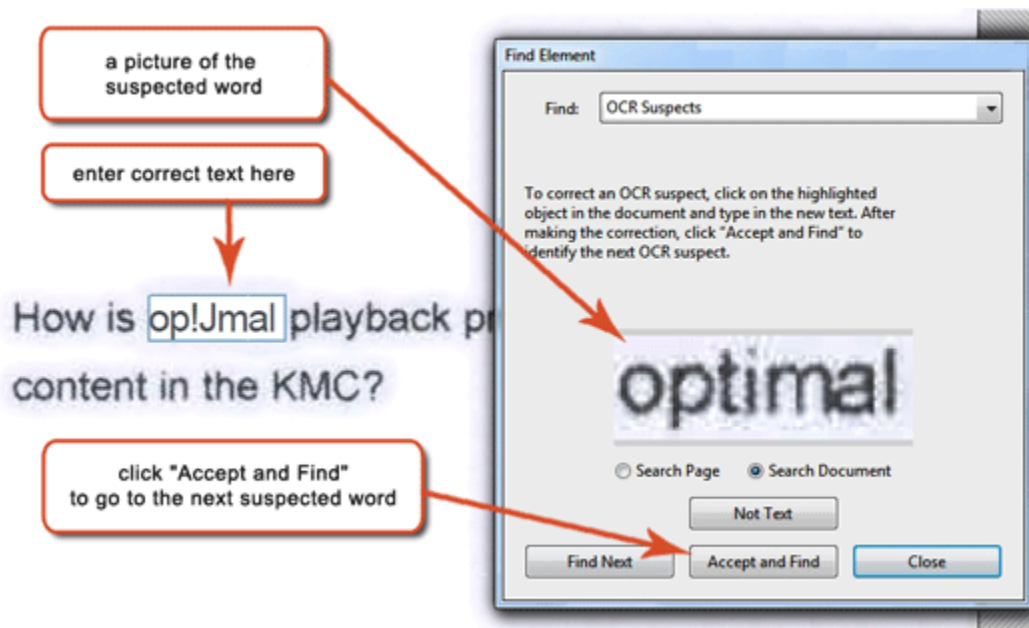 a picture of the
suspected word
enter correct text here
How is op!Jmal playback pr
content in the KMC?
click "Accept and Find"
to go to the next suspected word
Find Element
Find: OCR Suspects
To correct an OCR suspect, click on the highlighted
object in the document and type in the new text. After
making the correction, click "Accept and Find" to
identify the next OCR suspect.
optimal
Search Page Search Document
Not Text
Find Next Accept and Find Close